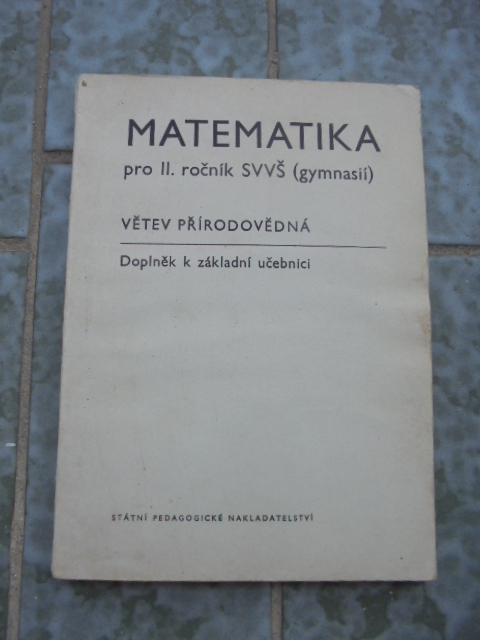 MATEMATIKA
pro II. ročník SVVŠ (gymnasií)
VĚTEV PŘÍRODOVĚDNÁ
Doplněk k základní učebnici
STÁTNÍ PEDAGOGICKÉ NAKLADATELSTVÍ